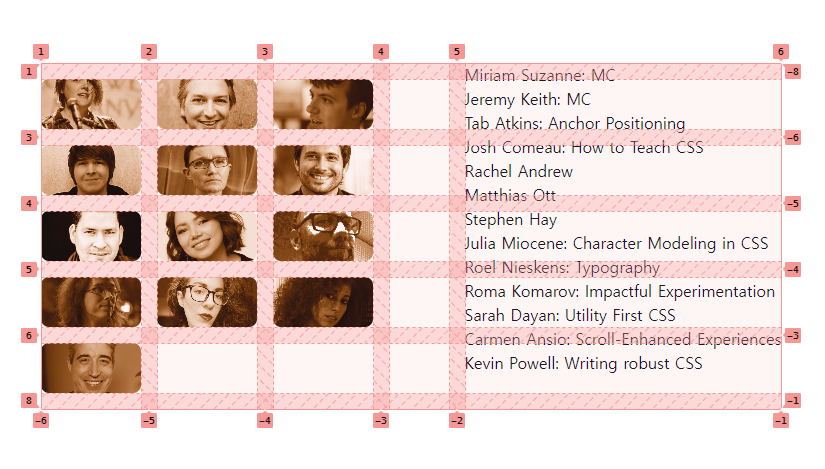 1 2 3 4 5 6
1 Miriam Suzanne: MC -8
Jeremy Keith: MC
Tab Atkins: Anchor Positioning
3 -6
Josh Comeau: How to Teach CSS
Rachel Andrew
Matthias Ott
4 -5
Stephen Hay
Julia Miocene: Character Modeling in CSS
5 Roel Nieskens: Typography -4
Roma Komarov: Impactful Experimentation
Sarah Dayan: Utility First CSS
6 -3
Carmen Ansio: Scroll-Enhanced Experiences
Kevin Powell: Writing robust CSS
8 -1
-6 -5 -4 -3 -2 -1